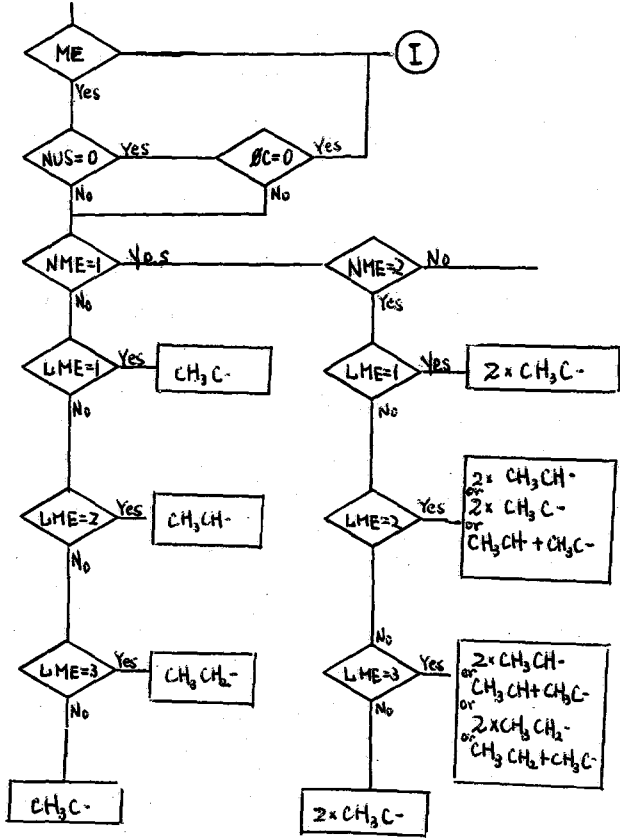 ME
I
Yes
NUS=0
Yes
ØC=0
Yes
No
No
NME=1
Yes
NME=2
No
No
Yes
LME=1
Yes
CH₃C-
LME=1
Yes
2×CH₃C-
No
No
LME=2
Yes
CH₃CH-
LME=2
Yes
2× CH₃CH-
or
2× CH₃C-
or
CH₃CH+CH₃C-
No
No
LME=3
Yes
CH₃CH₂-
LME=3
Yes
2×CH₃CH-
or
CH₃CH+CH₃C-
or
2×CH₃CH₂-
or
CH₃CH₂+CH₃C-
No
No
CH₃C-
2×CH₃C-